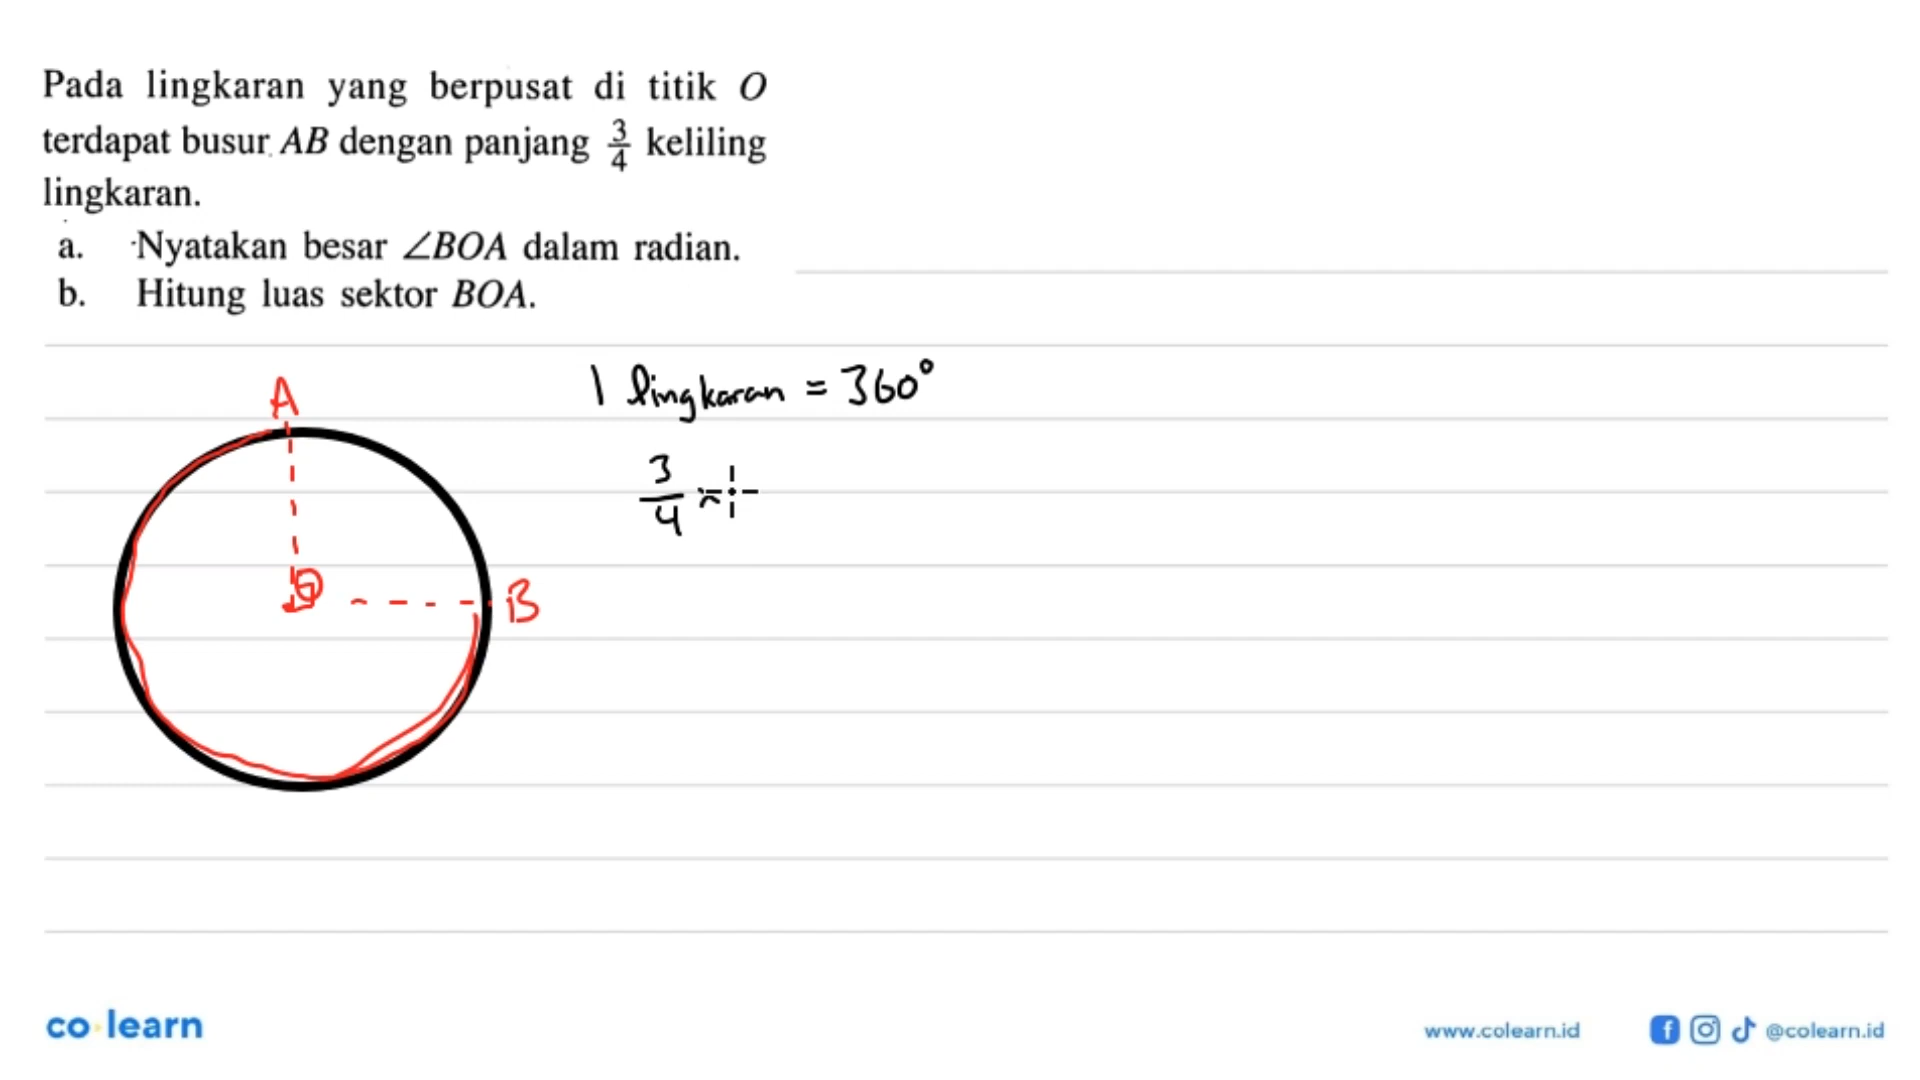 Pada lingkaran yang berpusat di titik O
terdapat busur AB dengan panjang 3/4 keliling
lingkaran.
a. Nyatakan besar ∠BOA dalam radian.
b. Hitung luas sektor BOA.
1 lingkaran = 360°
3/4 ×
A
O
B
co learn
www.colearn.id
@colearn.id